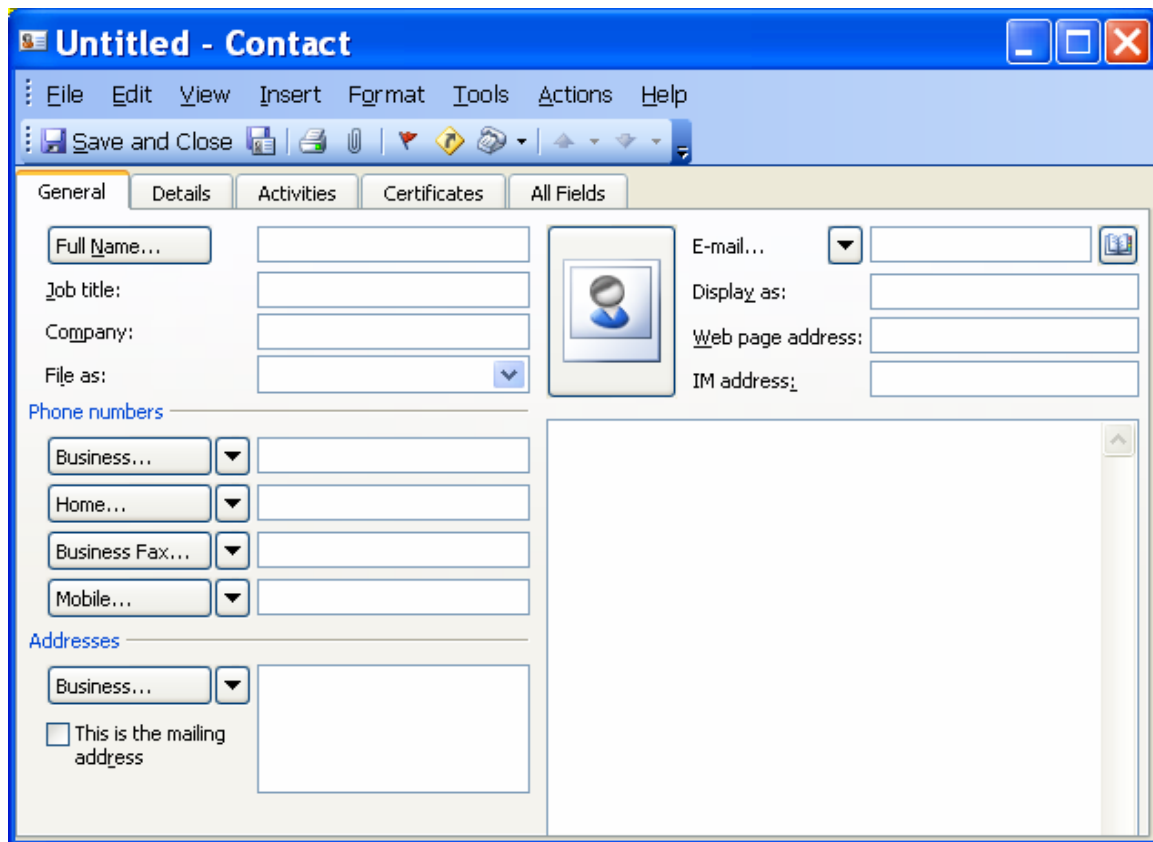 Untitled - Contact
File Edit View Insert Format Tools Actions Help
Save and Close
General Details Activities Certificates All Fields
Full Name...
Job title:
Company:
File as:
E-mail...
Display as:
Web page address:
IM address:
Phone numbers
Business...
Home...
Business Fax...
Mobile...
Addresses
Business...
This is the mailing
address